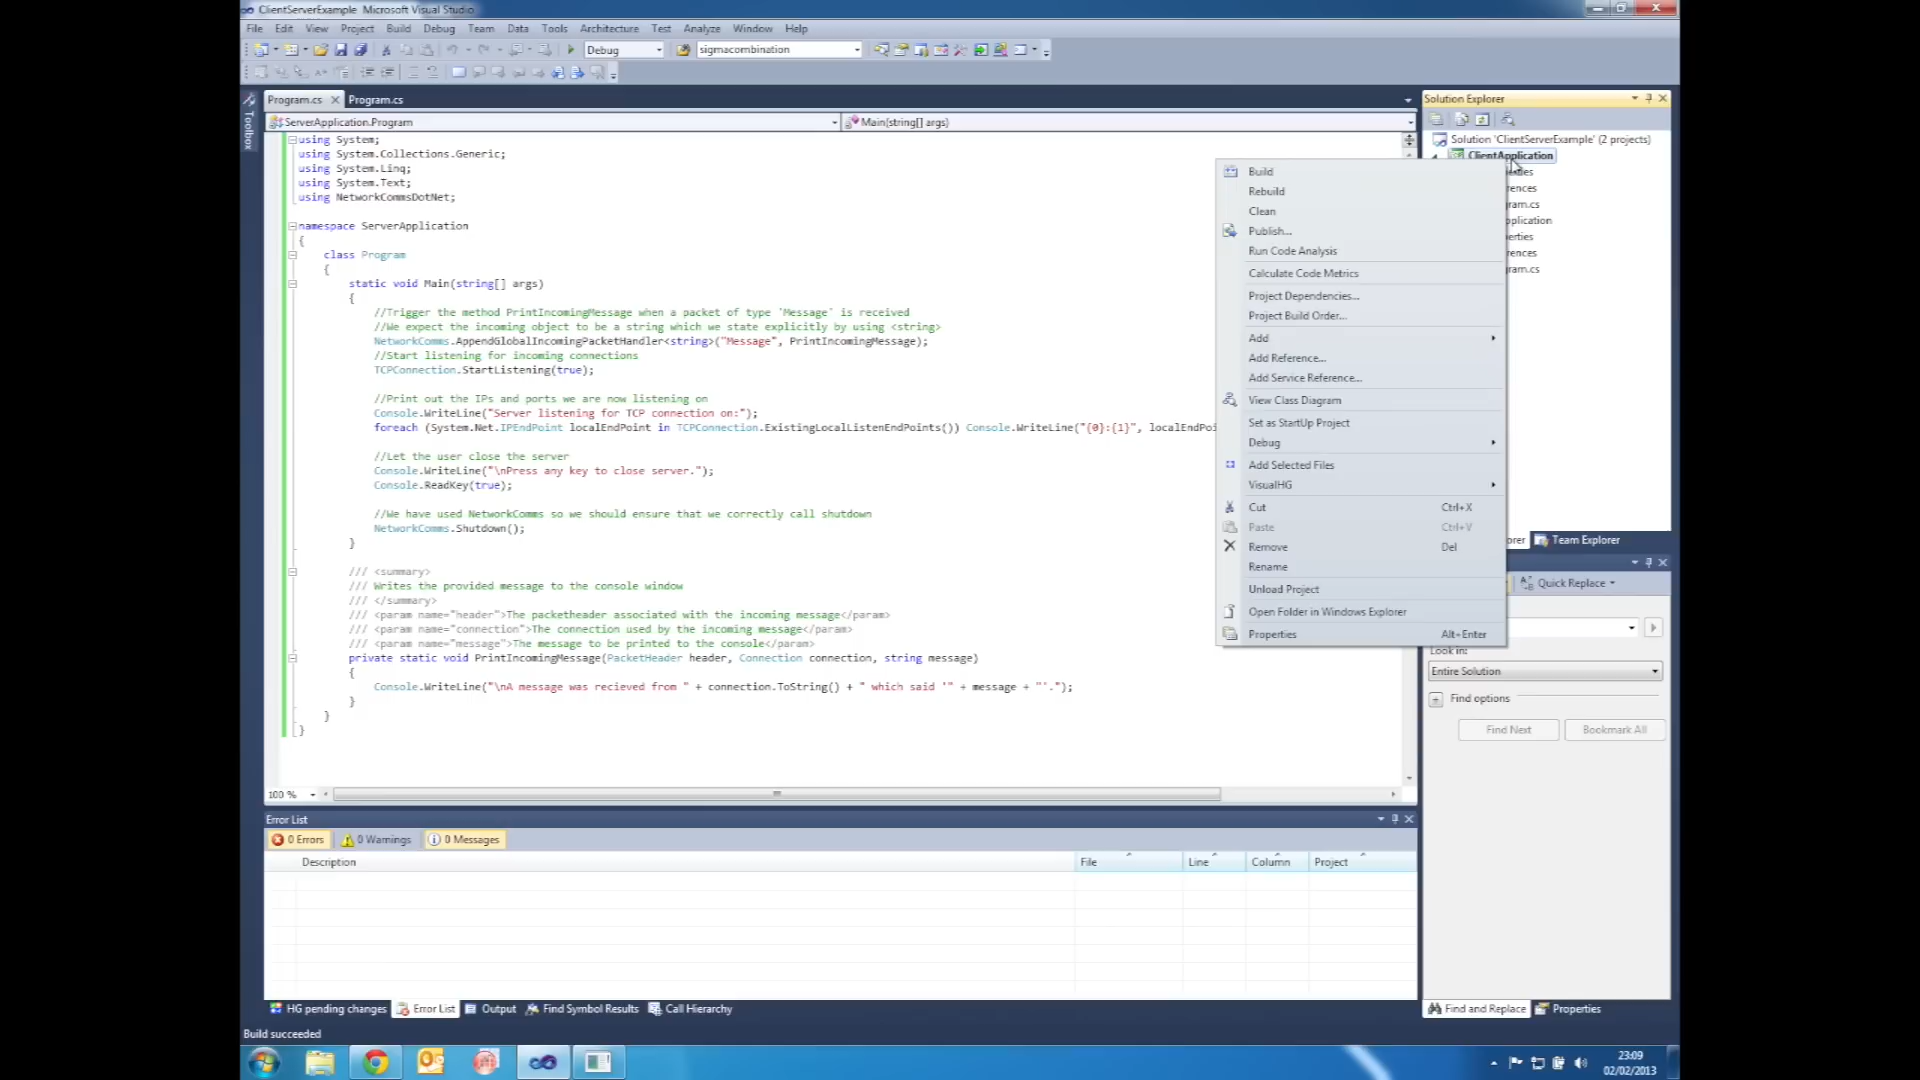 ClientServerExample Microsoft Visual Studio
File Edit View Project Build Debug Team Data Tools Architecture Test Analyze Window Help
Debug sigmacombination
Program.cs Program.cs
Toolbox
ServerApplication.Program Main(string[] args)
using System;
using System.Collections.Generic;
using System.Linq;
using System.Text;
using NetworkCommsDotNet;
namespace ServerApplication
{
class Program
{
static void Main(string[] args)
{
//Trigger the method PrintIncomingMessage when a packet of type 'Message' is received
//We expect the incoming object to be a string which we state explicitly by using <string>
NetworkComms.AppendGlobalIncomingPacketHandler<string>("Message", PrintIncomingMessage);
//Start listening for incoming connections
TCPConnection.StartListening(true);
//Print out the IPs and ports we are now listening on
Console.WriteLine("Server listening for TCP connection on:");
foreach (System.Net.IPEndPoint localEndPoint in TCPConnection.ExistingLocalListenEndPoints()) Console.WriteLine("{0}:{1}", localEndPoi
//Let the user close the server
Console.WriteLine("\nPress any key to close server.");
Console.ReadKey(true);
//We have used NetworkComms so we should ensure that we correctly call shutdown
NetworkComms.Shutdown();
}
/// <summary>
/// Writes the provided message to the console window
/// </summary>
/// <param name="header">The packetheader associated with the incoming message</param>
/// <param name="connection">The connection used by the incoming message</param>
/// <param name="message">The message to be printed to the console</param>
private static void PrintIncomingMessage(PacketHeader header, Connection connection, string message)
{
Console.WriteLine("\nA message was recieved from " + connection.ToString() + " which said '" + message + "'.");
}
}
}
100 %
Build
Rebuild
Clean
Publish...
Run Code Analysis
Calculate Code Metrics
Project Dependencies...
Project Build Order...
Add
Add Reference...
Add Service Reference...
View Class Diagram
Set as StartUp Project
Debug
Add Selected Files
VisualHG
Cut Ctrl+X
Paste Ctrl+V
Remove Del
Rename
Unload Project
Open Folder in Windows Explorer
Properties Alt+Enter
Solution Explorer
Solution 'ClientServerExample' (2 projects)
ClientApplication
rences
ram.cs
pplication
erties
rences
ram.cs
rer Team Explorer
Quick Replace
Look in:
Entire Solution
Find options
Find Next Bookmark All
Error List
0 Errors 0 Warnings 0 Messages
Description File Line Column Project
HG pending changes Error List Output Find Symbol Results Call Hierarchy
Find and Replace Properties
Build succeeded
23:09
02/02/2013